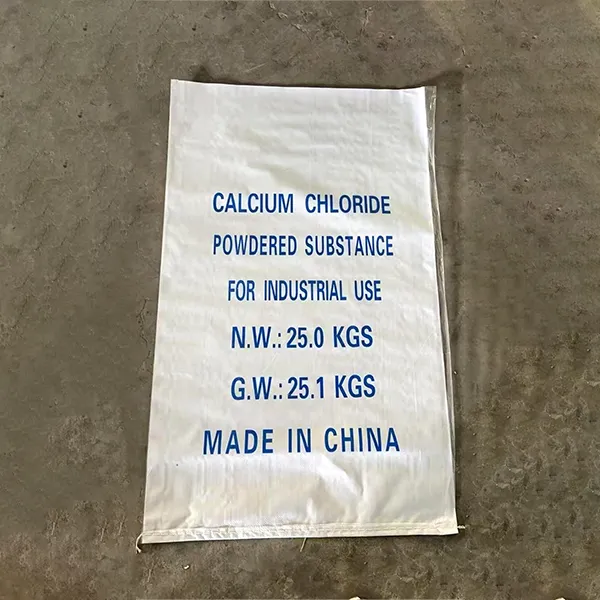 CALCIUM CHLORIDE
POWDERED SUBSTANCE
FOR INDUSTRIAL USE
N.W.: 25.0 KGS
G.W.: 25.1 KGS
MADE IN CHINA